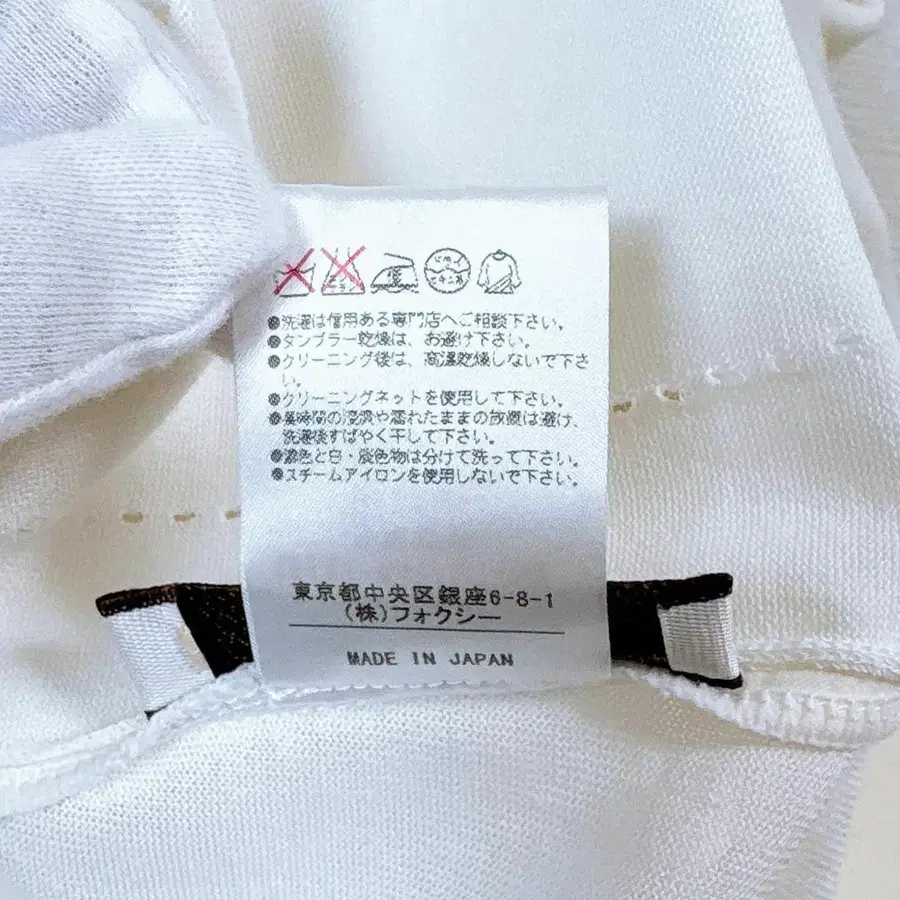 ●洗濯は信用ある専門店へご相談下さい。
●タンブラー乾燥は、お避け下さい。
●クリーニング後は、高温乾燥しないで下さ
い。
●クリーニングネットを使用して下さい。
●長時間の浸漬や濡れたままの放置は避け、
洗濯後すばやく干して下さい。
●濃色と白・淡色物は分けて洗って下さい。
●スチームアイロンを使用しないで下さい。
東京都中央区銀座6-8-1
(株)フォクシー
MADE IN JAPAN